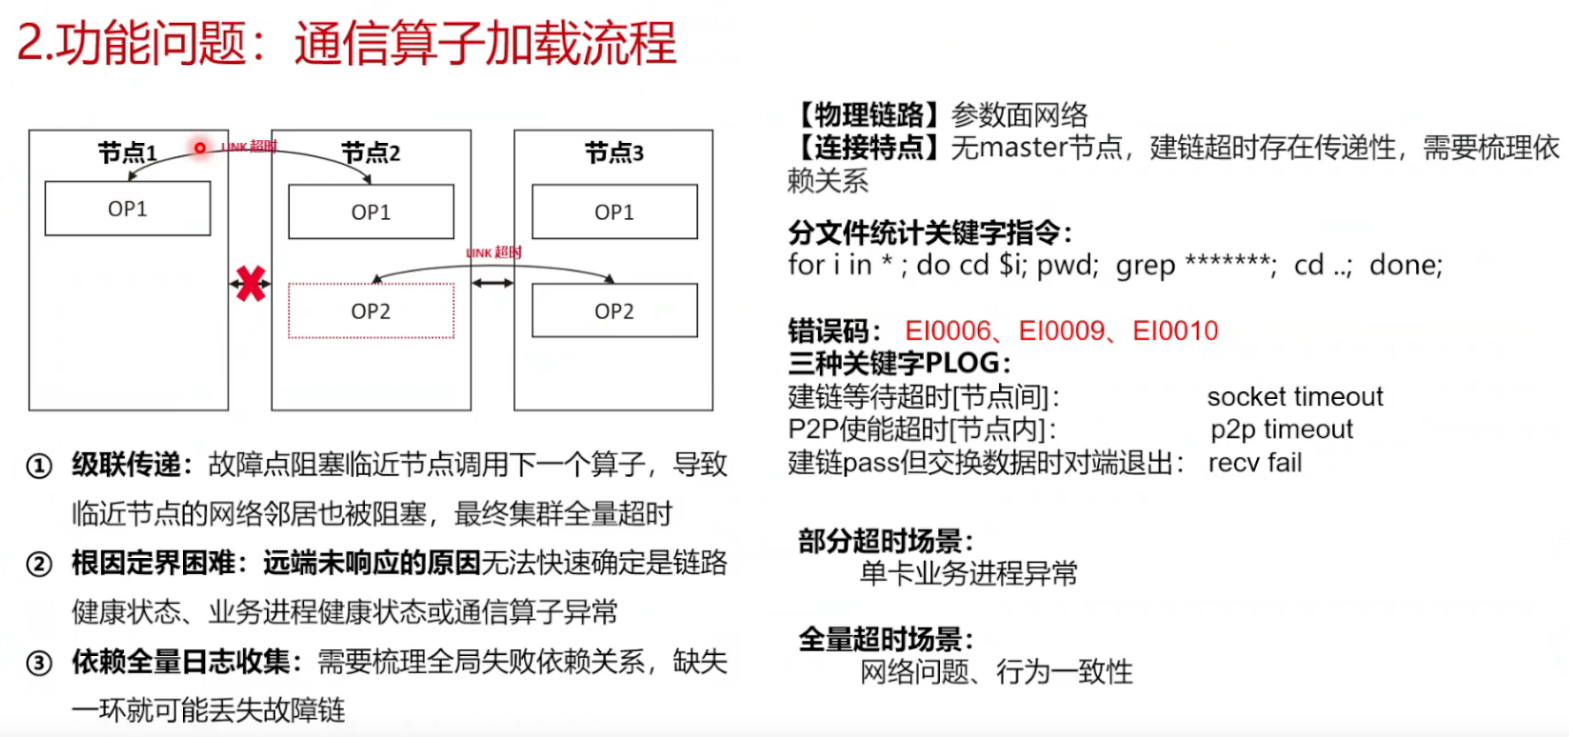 2.功能问题：通信算子加载流程
节点1
LINK 超时
节点2
节点3
OP1
OP1
OP1
LINK 超时
OP2
OP2
① 级联传递：故障点阻塞临近节点调用下一个算子，导致
临近节点的网络邻居也被阻塞，最终集群全量超时
② 根因定界困难：远端未响应的原因无法快速确定是链路
健康状态、业务进程健康状态或通信算子异常
③ 依赖全量日志收集：需要梳理全局失败依赖关系，缺失
一环就可能丢失故障链
【物理链路】参数面网络
【连接特点】无master节点，建链超时存在传递性，需要梳理依
赖关系
分文件统计关键字指令：
for i in * ; do cd $i; pwd; grep *******; cd ..; done;
错误码： EI0006、EI0009、EI0010
三种关键字PLOG：
建链等待超时[节点间]： socket timeout
P2P使能超时[节点内]： p2p timeout
建链pass但交换数据时对端退出： recv fail
部分超时场景：
单卡业务进程异常
全量超时场景：
网络问题、行为一致性